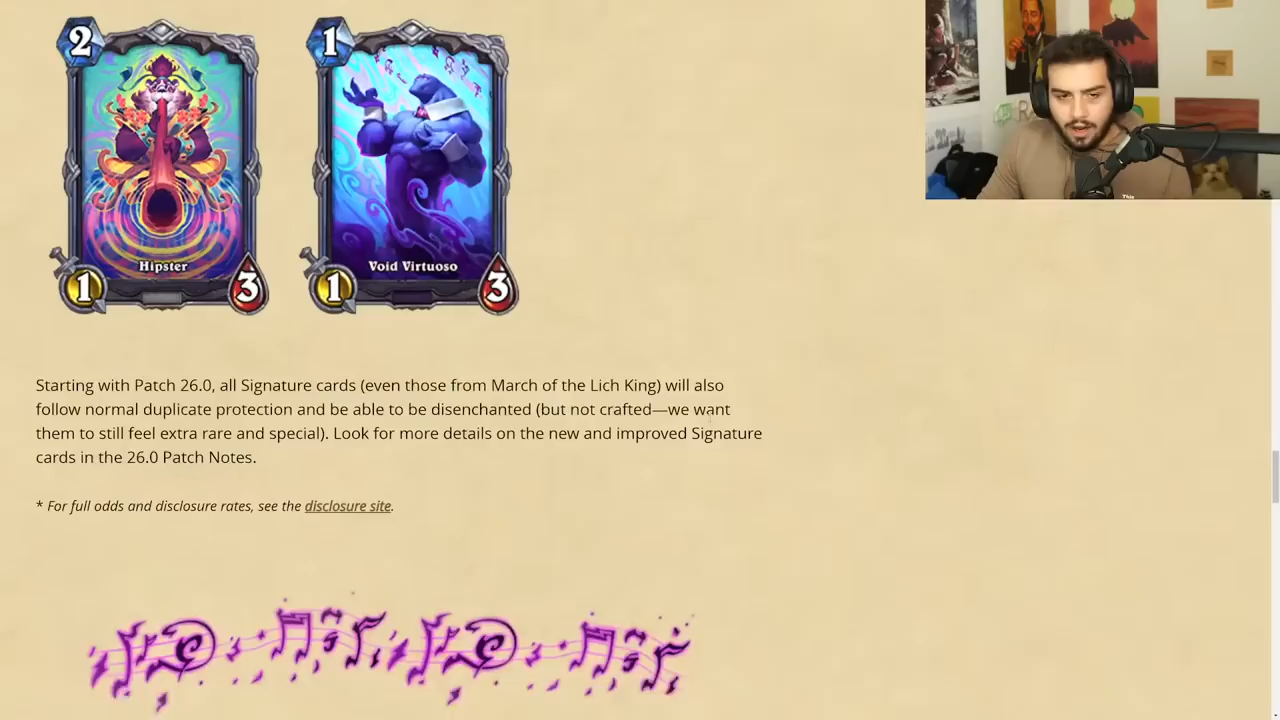 2
1
Hipster
Void Virtuoso
1
3
1
3
This
Starting with Patch 26.0, all Signature cards (even those from March of the Lich King) will also
follow normal duplicate protection and be able to be disenchanted (but not crafted—we want
them to still feel extra rare and special). Look for more details on the new and improved Signature
cards in the 26.0 Patch Notes.
* For full odds and disclosure rates, see the disclosure site.